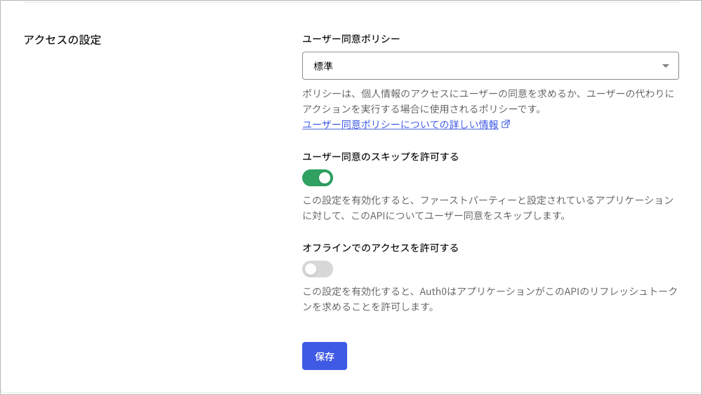 アクセスの設定
ユーザー同意ポリシー
標準
ポリシーは、個人情報のアクセスにユーザーの同意を求めるか、ユーザーの代わりに
アクションを実行する場合に使用されるポリシーです。
ユーザー同意ポリシーについての詳しい情報
ユーザー同意のスキップを許可する
この設定を有効化すると、ファーストパーティーと設定されているアプリケーション
に対して、このAPIについてユーザー同意をスキップします。
オフラインでのアクセスを許可する
この設定を有効化すると、Auth0はアプリケーションがこのAPIのリフレッシュトーク
ンを求めることを許可します。
保存